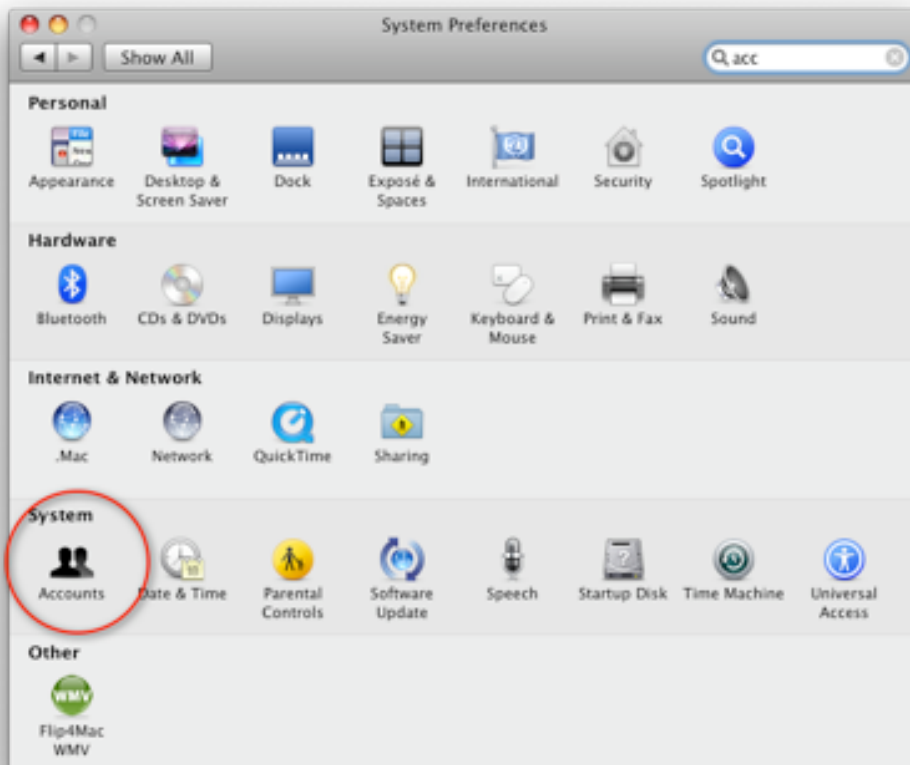 System Preferences
Show All
acc
Personal
Appearance
Desktop &
Screen Saver
Dock
Exposé &
Spaces
International
Security
Spotlight
Hardware
Bluetooth
CDs & DVDs
Displays
Energy
Saver
Keyboard &
Mouse
Print & Fax
Sound
Internet & Network
.Mac
Network
QuickTime
Sharing
System
Accounts
Date & Time
Parental
Controls
Software
Update
Speech
Startup Disk
Time Machine
Universal
Access
Other
WMV
Flip4Mac
WMV